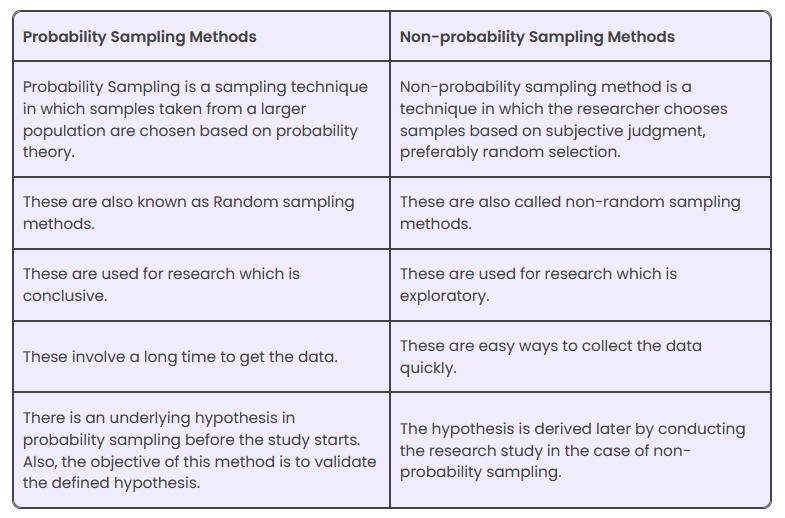 Probability Sampling Methods
Non-probability Sampling Methods
Probability Sampling is a sampling technique
in which samples taken from a larger
population are chosen based on probability
theory.
Non-probability sampling method is a
technique in which the researcher chooses
samples based on subjective judgment,
preferably random selection.
These are also known as Random sampling
methods.
These are also called non-random sampling
methods.
These are used for research which is
conclusive.
These are used for research which is
exploratory.
These involve a long time to get the data.
These are easy ways to collect the data
quickly.
There is an underlying hypothesis in
probability sampling before the study starts.
Also, the objective of this method is to validate
the defined hypothesis.
The hypothesis is derived later by conducting
the research study in the case of non-
probability sampling.